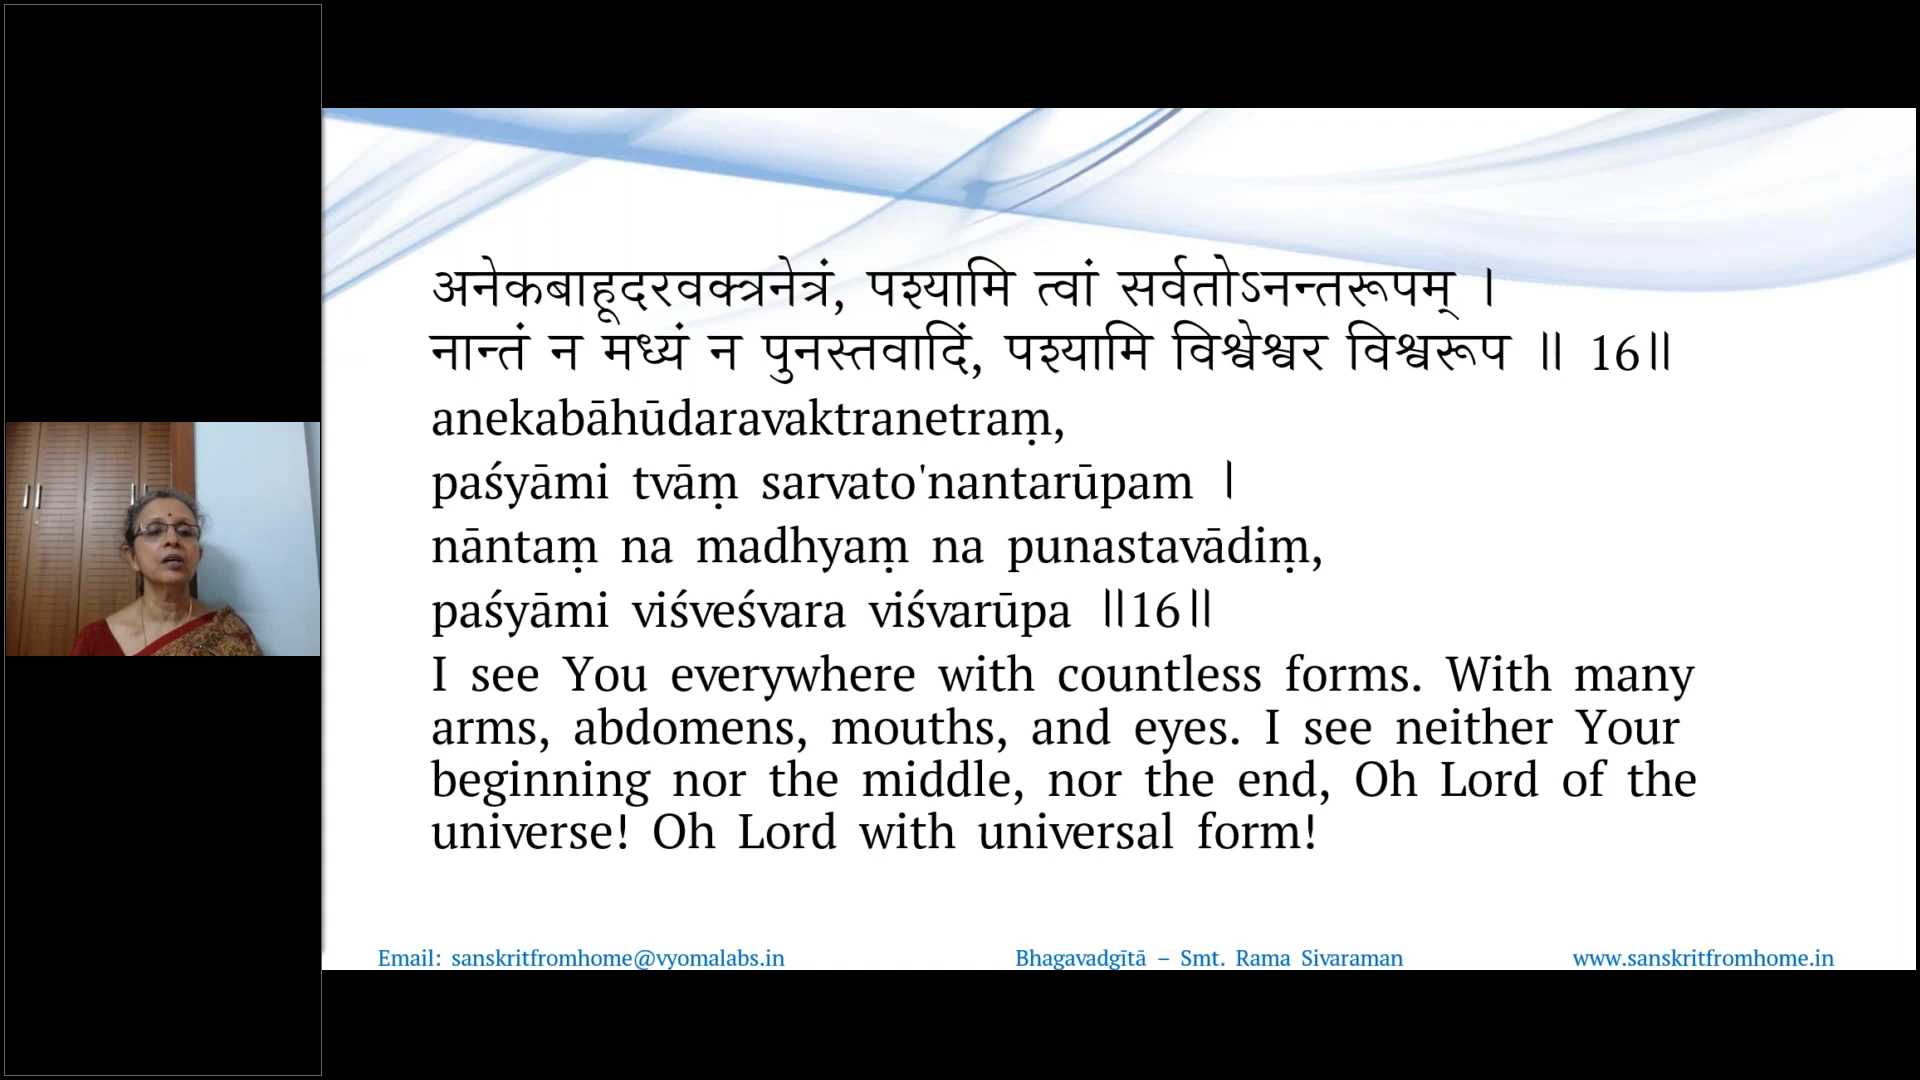 अनेकबाहूदरवक्त्रनेत्रं, पश्यामि त्वां सर्वतोऽनन्तरूपम् ।
नान्तं न मध्यं न पुनस्तवादिं, पश्यामि विश्वेश्वर विश्वरूप ॥ 16॥
anekabāhūdaravaktranetraṃ,
paśyāmi tvāṃ sarvato'nantarūpam ।
nāntaṃ na madhyaṃ na punastavādiṃ,
paśyāmi viśveśvara viśvarūpa ॥16॥
I see You everywhere with countless forms. With many
arms, abdomens, mouths, and eyes. I see neither Your
beginning nor the middle, nor the end, Oh Lord of the
universe! Oh Lord with universal form!
Email: sanskritfromhome@vyomalabs.in Bhagavadgītā – Smt. Rama Sivaraman www.sanskritfromhome.in